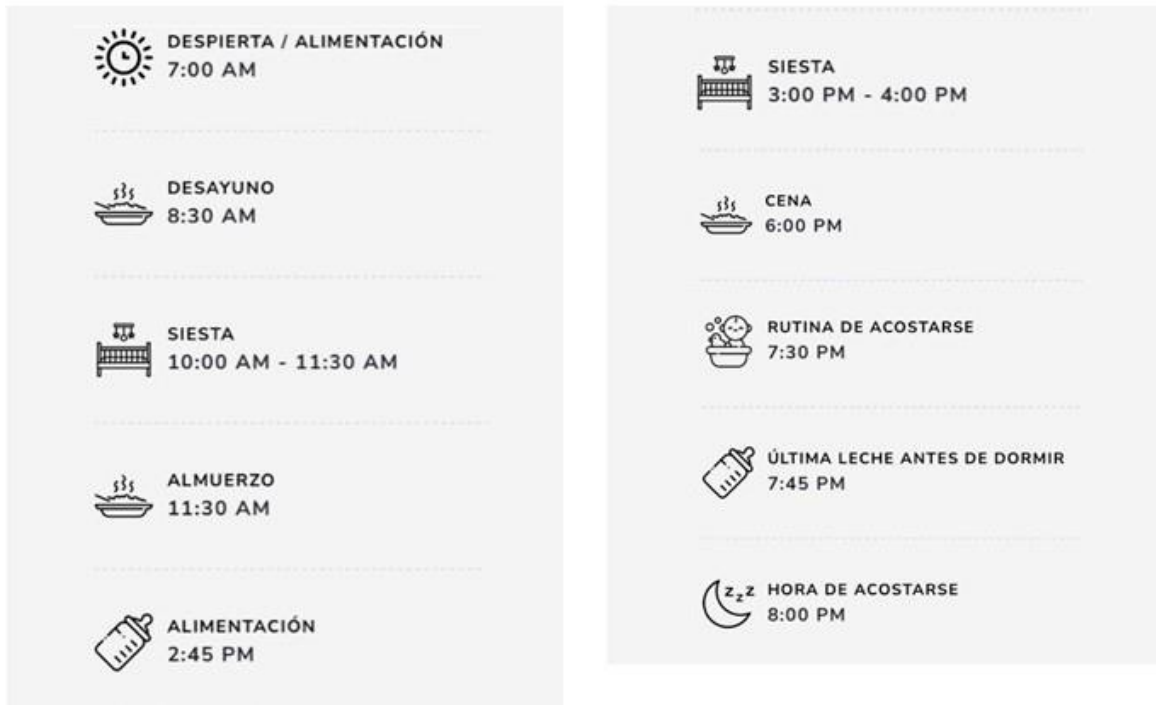 DESPIERTA / ALIMENTACIÓN
7:00 AM
DESAYUNO
8:30 AM
SIESTA
10:00 AM - 11:30 AM
ALMUERZO
11:30 AM
ALIMENTACIÓN
2:45 PM
SIESTA
3:00 PM - 4:00 PM
CENA
6:00 PM
RUTINA DE ACOSTARSE
7:30 PM
ÚLTIMA LECHE ANTES DE DORMIR
7:45 PM
zzz HORA DE ACOSTARSE
8:00 PM